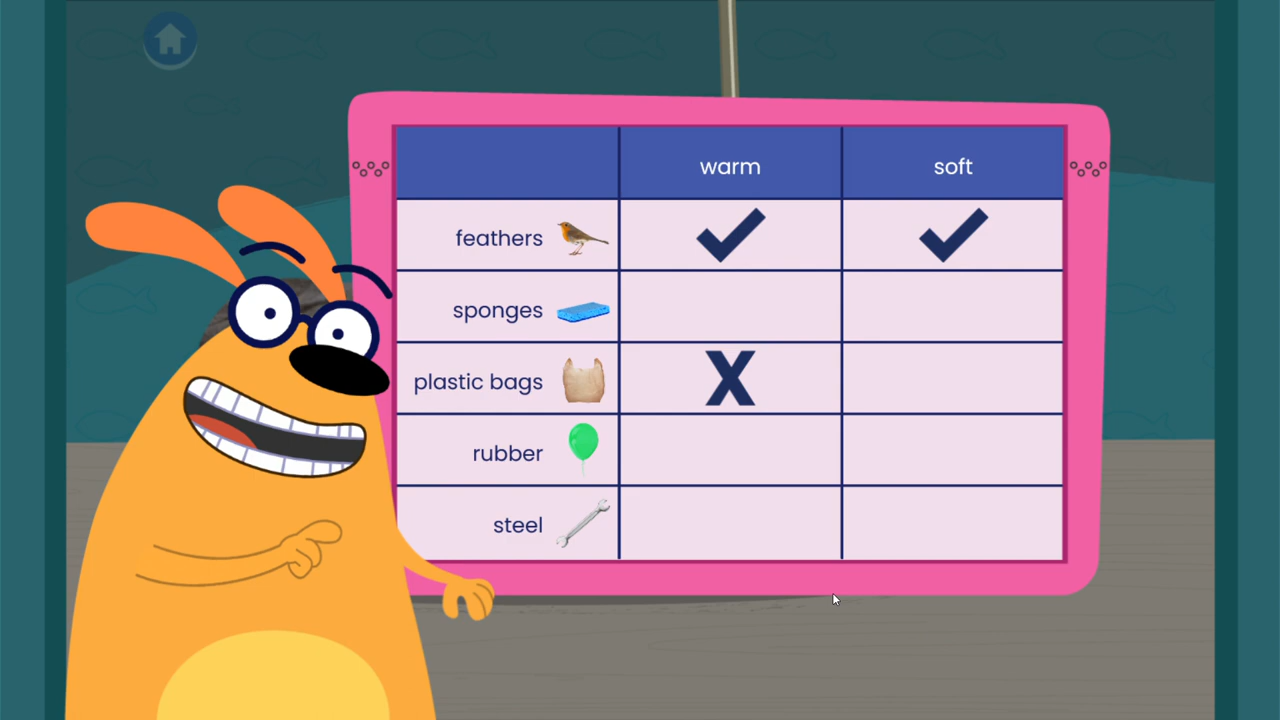 warm soft
feathers
sponges
plastic bags X
rubber
steel